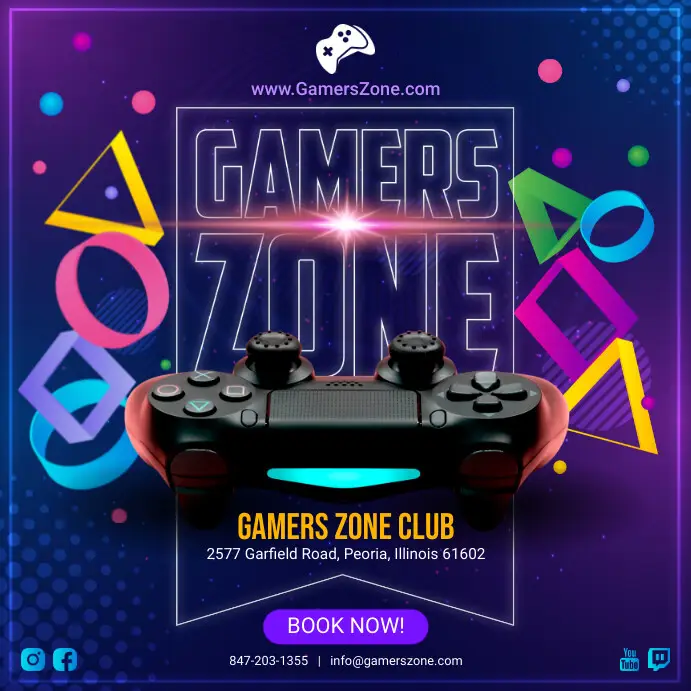 www.GamersZone.com
GAMERS
ZONE
GAMERS ZONE CLUB
2577 Garfield Road, Peoria, Illinois 61602
BOOK NOW!
847-203-1355 | info@gamerszone.com
You
Tube